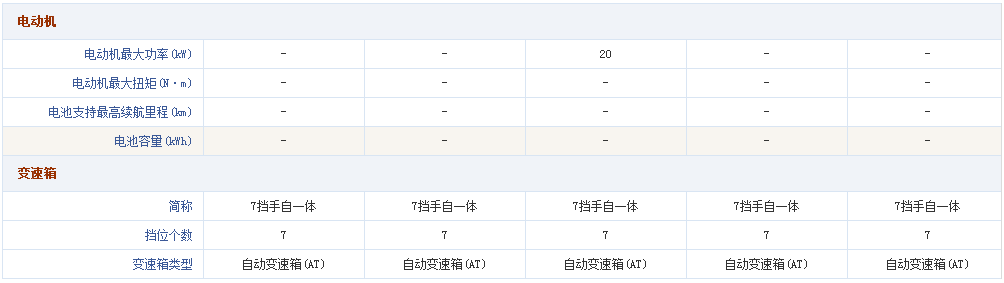 电动机
电动机最大功率(kW) - - 20 - -
电动机最大扭矩(N·m) - - - - -
电池支持最高续航里程(km) - - - - -
电池容量(kWh) - - - - -
变速箱
简称 7挡手自一体 7挡手自一体 7挡手自一体 7挡手自一体 7挡手自一体
挡位个数 7 7 7 7 7
变速箱类型 自动变速箱(AT) 自动变速箱(AT) 自动变速箱(AT) 自动变速箱(AT) 自动变速箱(AT)